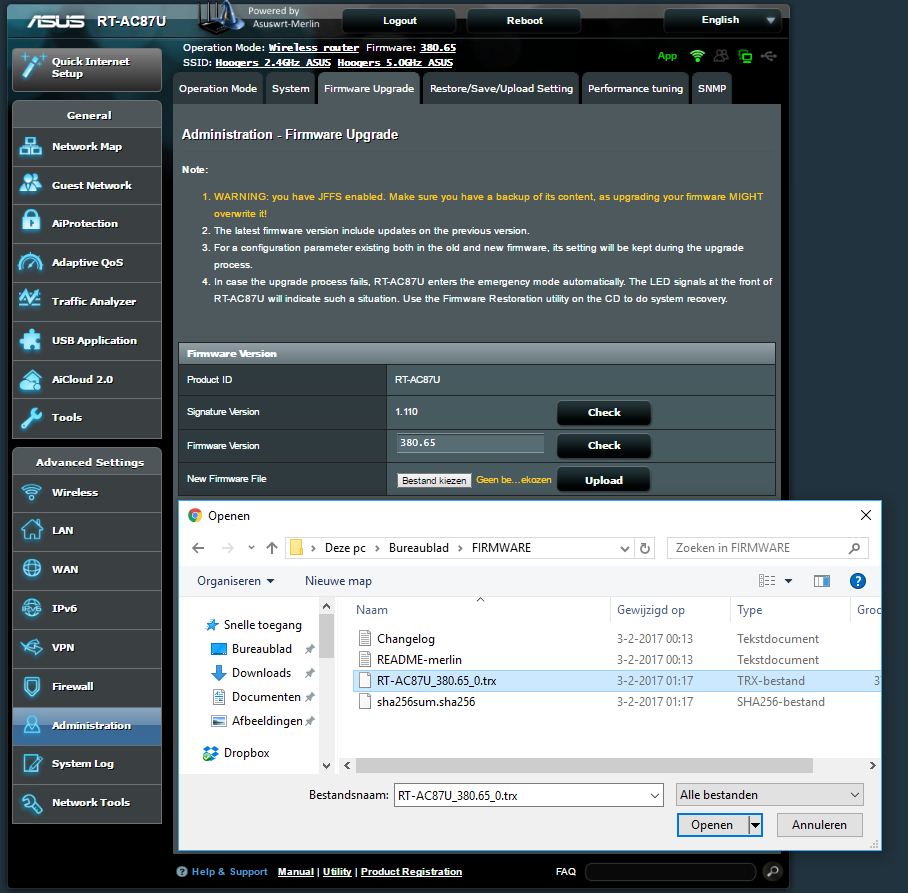 ASUS RT-AC87U
Powered by
Asuswrt-Merlin
Logout
Reboot
English
Quick Internet
Setup
Operation Mode: Wireless router Firmware: 380.65
SSID: Hoogers 2.4GHz ASUS Hoogers 5.0GHz ASUS
App
Operation Mode
System
Firmware Upgrade
Restore/Save/Upload Setting
Performance tuning
SNMP
General
Network Map
Guest Network
AiProtection
Adaptive QoS
Traffic Analyzer
USB Application
AiCloud 2.0
Tools
Advanced Settings
Wireless
LAN
WAN
IPv6
VPN
Firewall
Administration
System Log
Network Tools
Administration - Firmware Upgrade
Note:
1. WARNING: you have JFFS enabled. Make sure you have a backup of its content, as upgrading your firmware MIGHT
overwrite it!
2. The latest firmware version include updates on the previous version.
3. For a configuration parameter existing both in the old and new firmware, its setting will be kept during the upgrade
process.
4. In case the upgrade process fails, RT-AC87U enters the emergency mode automatically. The LED signals at the front of
RT-AC87U will indicate such a situation. Use the Firmware Restoration utility on the CD to do system recovery.
Firmware Version
Product ID RT-AC87U
Signature Version 1.110 Check
Firmware Version 380.65 Check
New Firmware File Bestand kiezen Geen be...ekozen Upload
Openen
Deze pc > Bureaublad > FIRMWARE
Zoeken in FIRMWARE
Organiseren Nieuwe map
Snelle toegang
Bureaublad
Downloads
Documenten
Afbeeldingen
Dropbox
Naam Gewijzigd op Type Groo
Changelog 3-2-2017 00:13 Tekstdocument
README-merlin 3-2-2017 00:13 Tekstdocument
RT-AC87U_380.65_0.trx 3-2-2017 01:17 TRX-bestand 37
sha256sum.sha256 3-2-2017 01:17 SHA256-bestand
Bestandsnaam: RT-AC87U_380.65_0.trx Alle bestanden
Openen Annuleren
Help & Support Manual | Utility | Product Registration FAQ